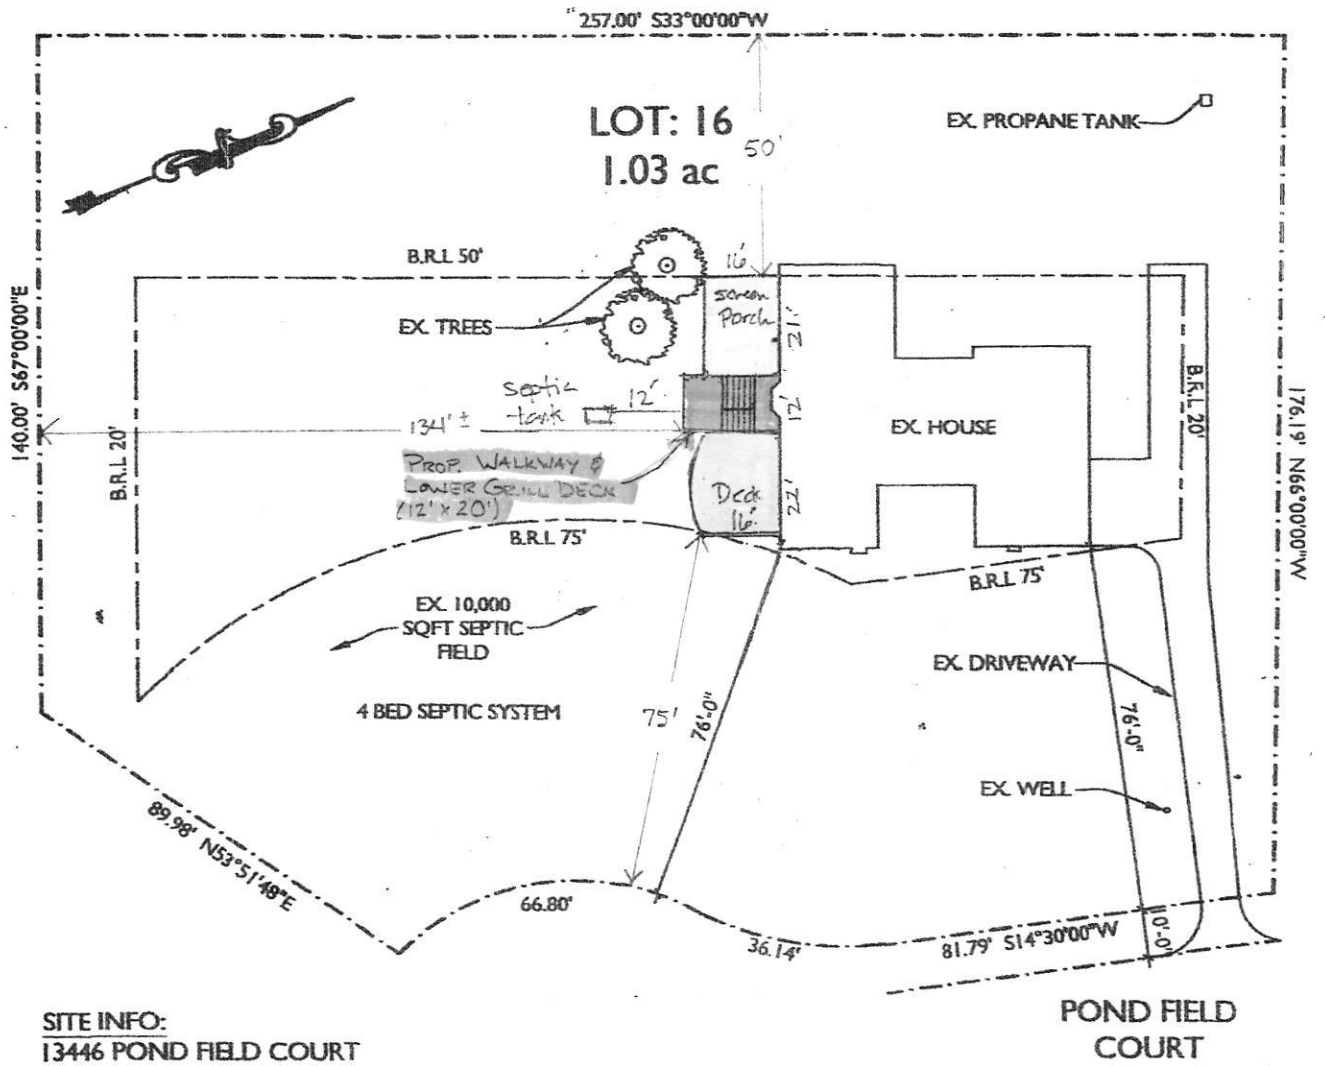 257.00' S33°00'00"W
LOT: 16
1.03 ac
50'
EX. PROPANE TANK
B.R.L 50'
16'
screen
Porch
21'
EX. TREES
140.00' S67°00'00"E
B.R.L 20'
septic
tank
12'
12'
134' ±
EX. HOUSE
B.R.L 20'
176.19' N66°00'00"W
PROP. WALKWAY &
LOWER GRILL DECK
(12' x 20')
Deck
16'
22'
B.R.L 75'
B.R.L 75'
EX. 10,000
SQFT SEPTIC
FIELD
4 BED SEPTIC SYSTEM
75'
76'-0"
EX. DRIVEWAY
76'-0"
EX. WELL
89.98' N53°51'48"E
66.80'
36.14'
81.79' S14°30'00"W
10'-0"
SITE INFO:
13446 POND FIELD COURT
POND FIELD
COURT